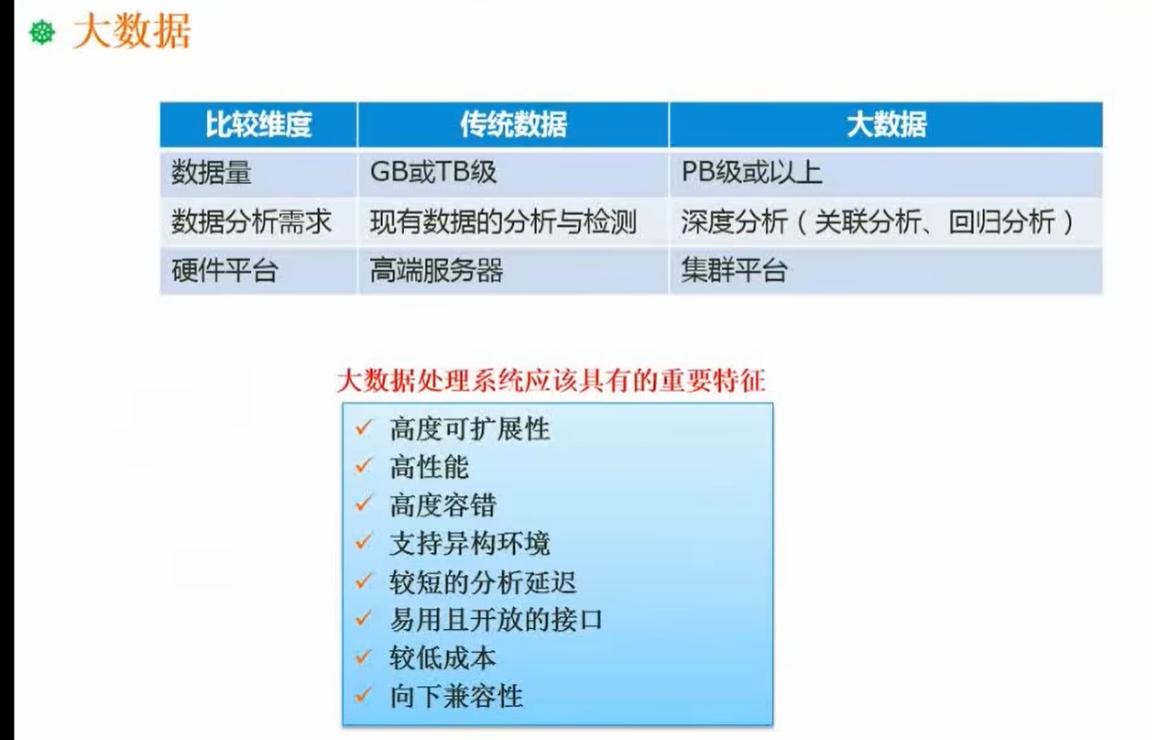 大数据
比较维度 传统数据 大数据
数据量 GB或TB级 PB级或以上
数据分析需求 现有数据的分析与检测 深度分析（关联分析、回归分析）
硬件平台 高端服务器 集群平台
大数据处理系统应该具有的重要特征
✓ 高度可扩展性
✓ 高性能
✓ 高度容错
✓ 支持异构环境
✓ 较短的分析延迟
✓ 易用且开放的接口
✓ 较低成本
✓ 向下兼容性